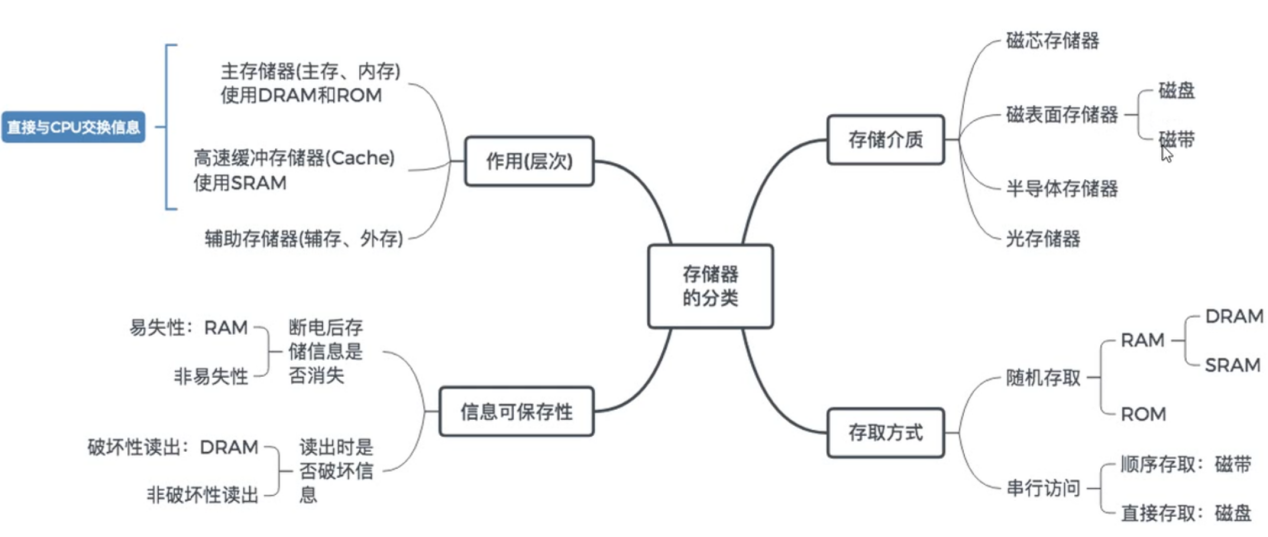 存储器
的分类
作用(层次)
主存储器(主存、内存)
使用DRAM和ROM
高速缓冲存储器(Cache)
使用SRAM
直接与CPU交换信息
辅助存储器(辅存、外存)
信息可保存性
断电后存
储信息是
否消失
易失性：RAM
非易失性
读出时是
否破坏信
息
破坏性读出：DRAM
非破坏性读出
存储介质
磁芯存储器
磁表面存储器
磁盘
磁带
半导体存储器
光存储器
存取方式
随机存取
RAM
DRAM
SRAM
ROM
串行访问
顺序存取：磁带
直接存取：磁盘